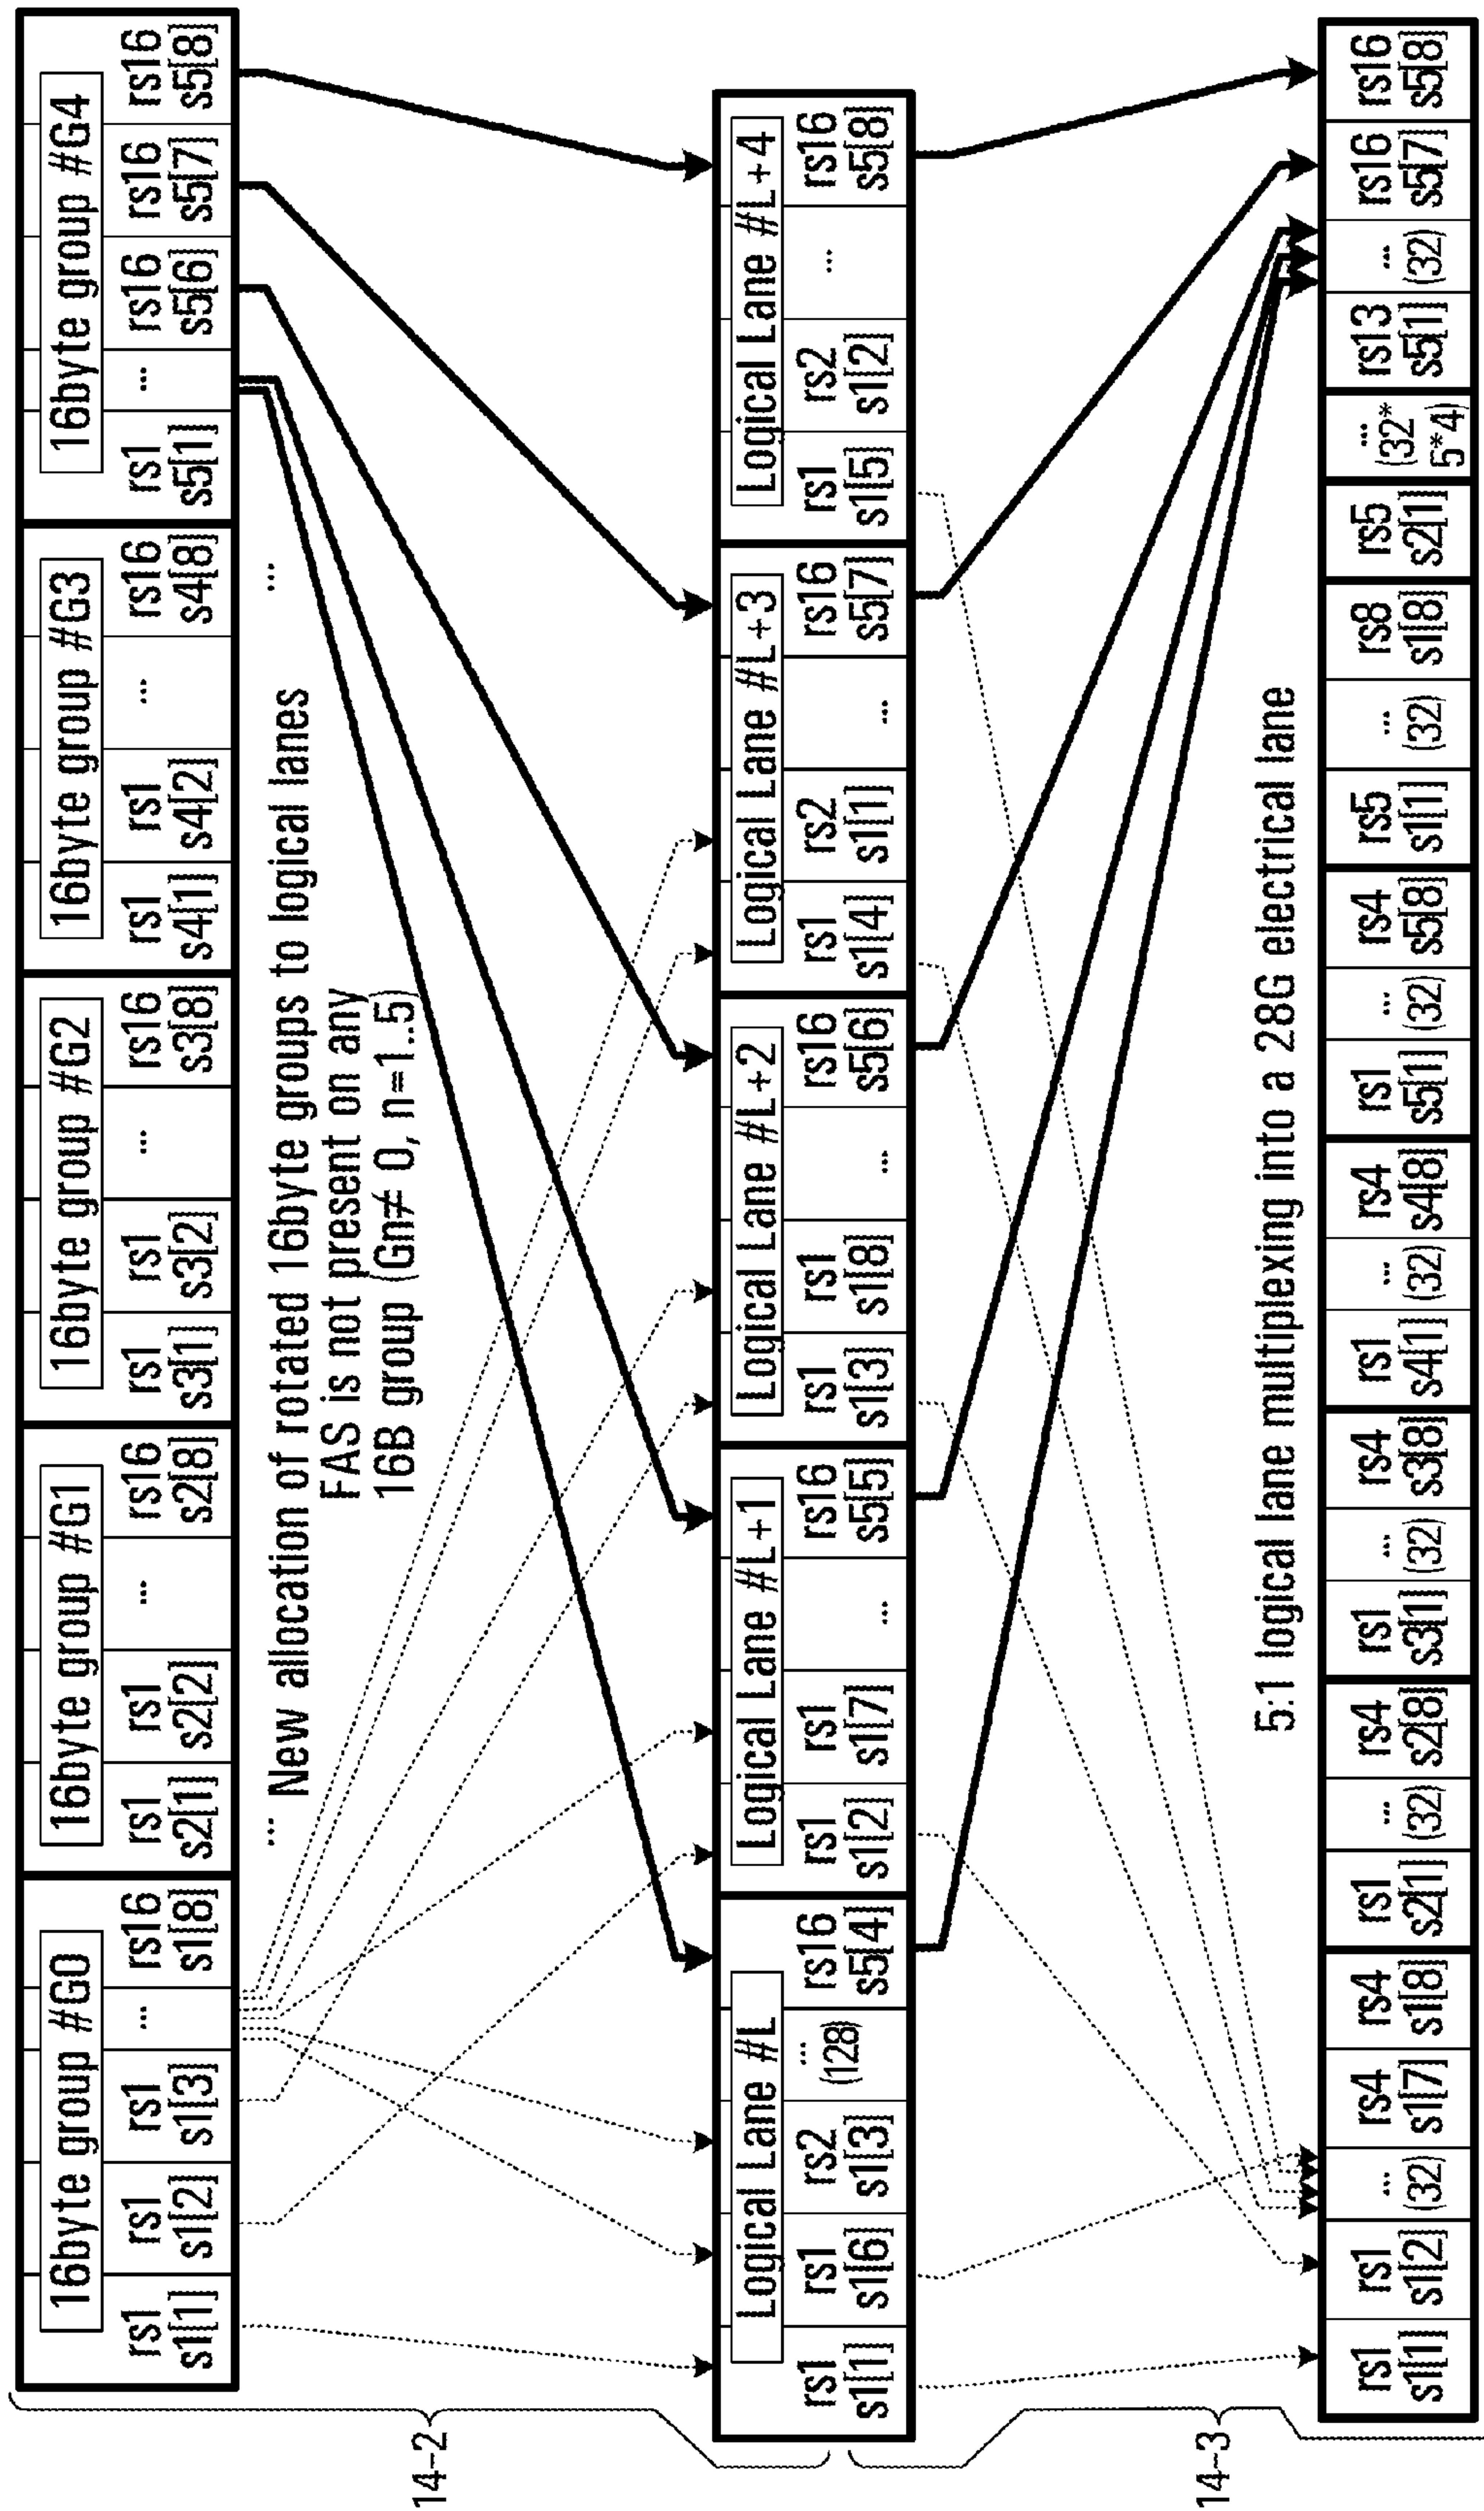 16byte group #G0
rs1 s1[1]
rs1 s1[2]
rs1 s1[3]
...
rs16 s1[8]
16byte group #G1
rs1 s2[1]
rs1 s2[2]
...
rs16 s2[8]
16byte group #G2
rs1 s3[1]
rs1 s3[2]
...
rs16 s3[8]
16byte group #G3
rs1 s4[1]
rs1 s4[2]
...
rs16 s4[8]
16byte group #G4
rs1 s5[1]
...
rs16 s5[6]
rs16 s5[7]
rs16 s5[8]
14-2
... New allocation of rotated 16byte groups to logical lanes ...
FAS is not present on any
16B group (Gn# 0, n=1..5)
Logical Lane #L
rs1 s1[1]
rs1 s1[6]
rs2 s1[3]
... (128)
rs16 s5[4]
Logical Lane #L+1
rs1 s1[2]
rs1 s1[7]
...
rs16 s5[5]
Logical Lane #L+2
rs1 s1[3]
rs1 s1[8]
...
rs16 s5[6]
Logical Lane #L+3
rs1 s1[4]
rs2 s1[1]
...
rs16 s5[7]
Logical Lane #L+4
rs1 s1[5]
rs2 s1[2]
...
rs16 s5[8]
14-3
5:1 logical lane multiplexing into a 28G electrical lane
rs1 s1[1]
rs1 s1[2]
... (32)
rs4 s1[7]
rs4 s1[8]
rs1 s2[1]
... (32)
rs4 s2[8]
rs1 s3[1]
... (32)
rs4 s3[8]
rs1 s4[1]
... (32)
rs4 s4[8]
rs1 s5[1]
... (32)
rs4 s5[8]
rs5 s1[1]
... (32)
rs8 s1[8]
rs5 s2[1]
... (32* 5*4)
rs13 s5[1]
... (32)
rs16 s5[7]
rs16 s5[8]